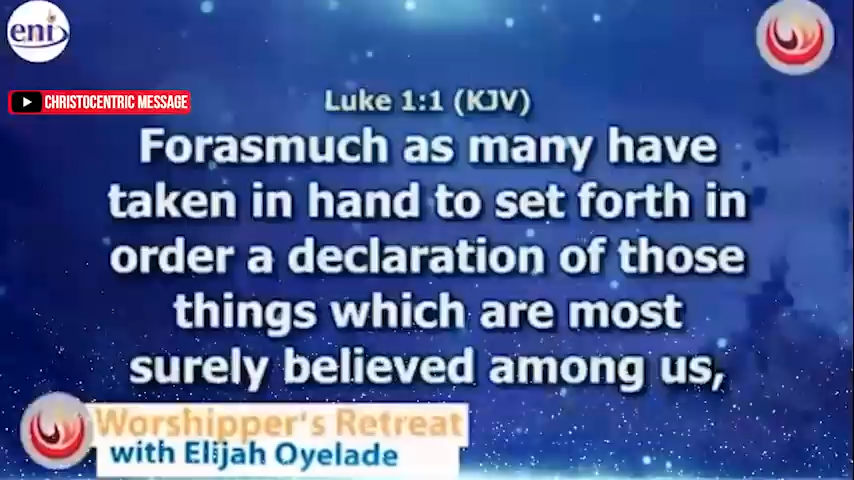 eni
CHRISTOCENTRIC MESSAGE
Luke 1:1 (KJV)
Forasmuch as many have
taken in hand to set forth in
order a declaration of those
things which are most
surely believed among us,
Worshipper's Retreat
with Elijah Oyelade